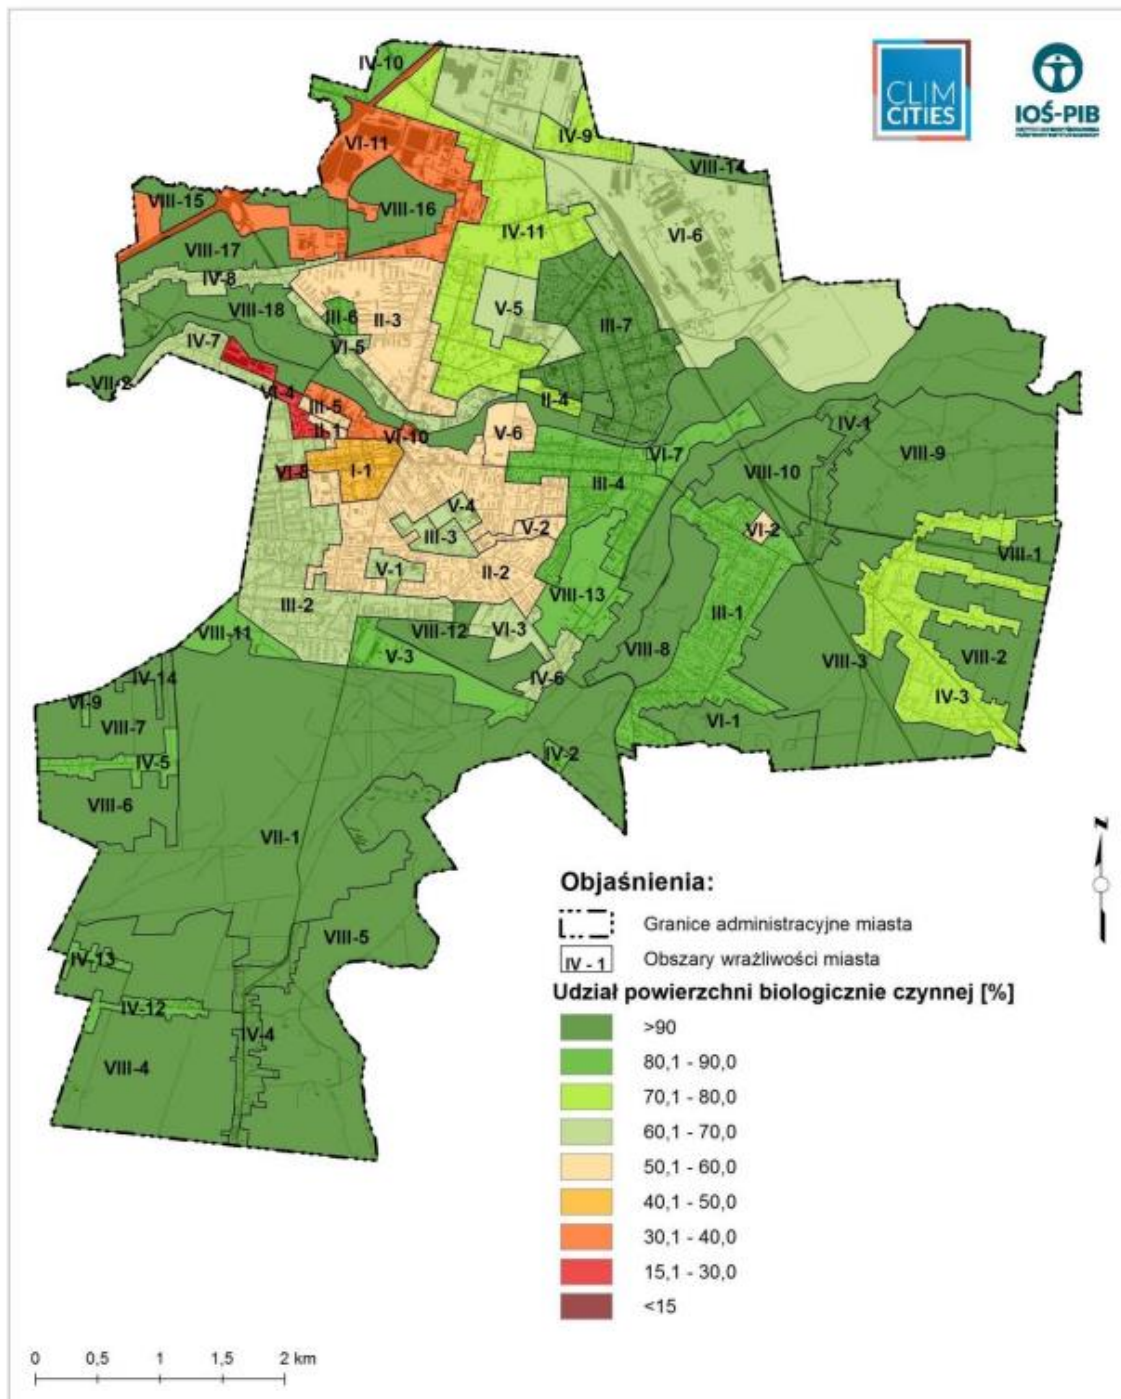 CLIM
CITIES
IOŚ-PIB
IV-10
VI-11
IV-9
VIII-14
VIII-15
VIII-16
IV-11
VI-6
VIII-17
IV-8
VIII-18
III-6
II-3
V-5
III-7
IV-7
VI-5
VII-2
VI-4
III-5
II-4
II-1
VI-10
V-6
IV-1
VIII-9
VI-8
I-1
VI-7
VIII-10
III-4
V-4
V-2
VI-2
III-3
VIII-1
V-1
II-2
VIII-13
III-2
III-1
VIII-11
VIII-12
VI-3
VIII-8
VIII-3
VIII-2
V-3
IV-6
IV-14
IV-3
VI-9
VIII-7
VI-1
IV-5
IV-2
VIII-6
VII-1
VIII-5
IV-13
IV-12
IV-4
VIII-4
N
Objaśnienia:
Granice administracyjne miasta
IV - 1 Obszary wrażliwości miasta
Udział powierzchni biologicznie czynnej [%]
>90
80,1 - 90,0
70,1 - 80,0
60,1 - 70,0
50,1 - 60,0
40,1 - 50,0
30,1 - 40,0
15,1 - 30,0
<15
0 0,5 1 1,5 2 km